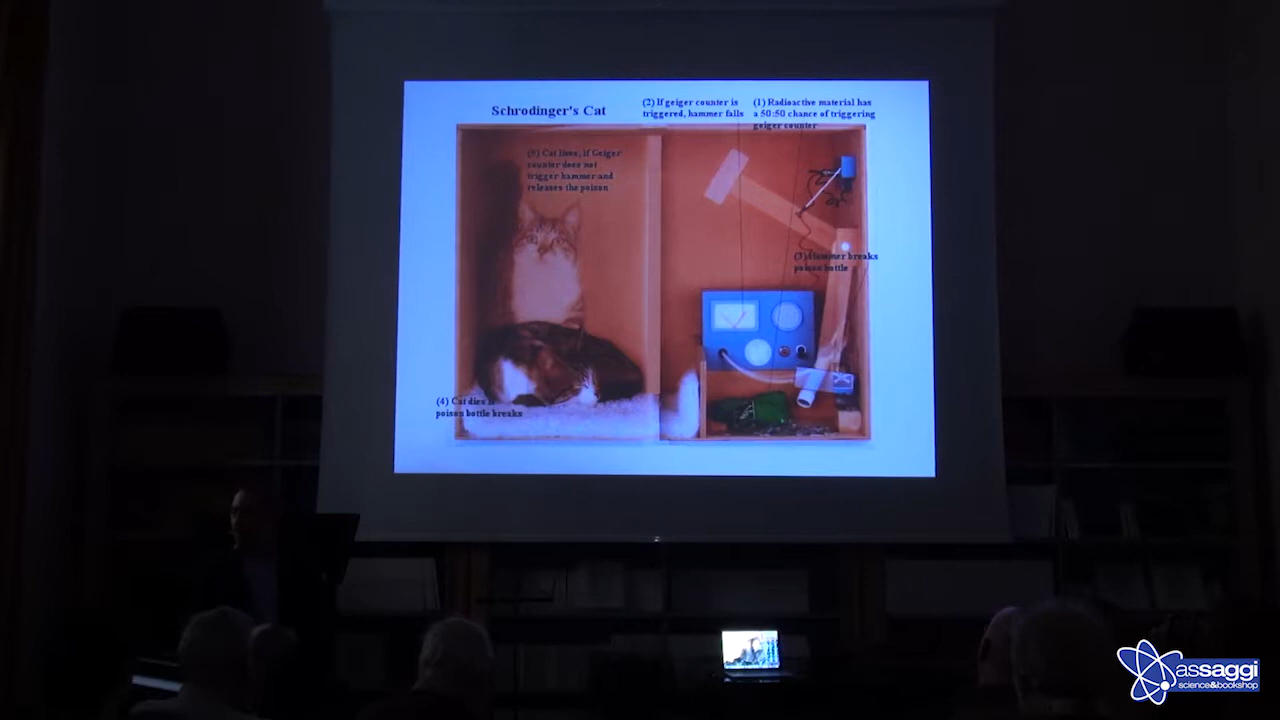 Schrodinger's Cat
(2) If geiger counter is
triggered, hammer falls
(1) Radioactive material has
a 50:50 chance of triggering
geiger counter
(5) Cat lives, if Geiger
counter does not
trigger hammer and
releases the poison
(3) Hammer breaks
poison bottle
(4) Cat dies if
poison bottle breaks
assaggi
science&bookshop